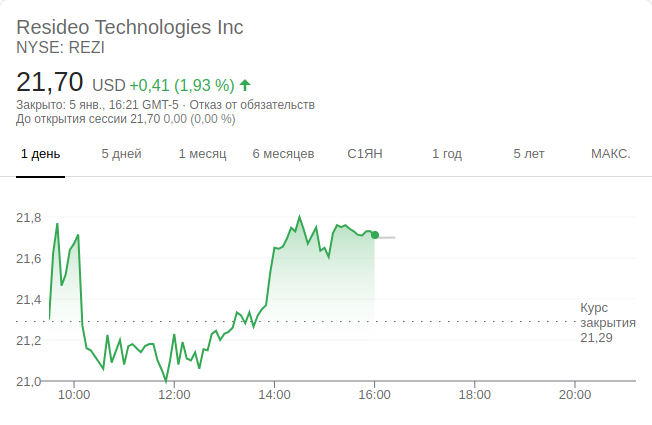 Resideo Technologies Inc
NYSE: REZI
21,70 USD +0,41 (1,93 %)
Закрыто: 5 янв., 16:21 GMT-5 · Отказ от обязательств
До открытия сессии 21,70 0,00 (0,00 %)
1 день 5 дней 1 месяц 6 месяцев С1ЯН 1 год 5 лет МАКС.
21,8
21,6
21,4
Курс
закрытия
21,29
21,2
21,0
10:00 12:00 14:00 16:00 18:00 20:00